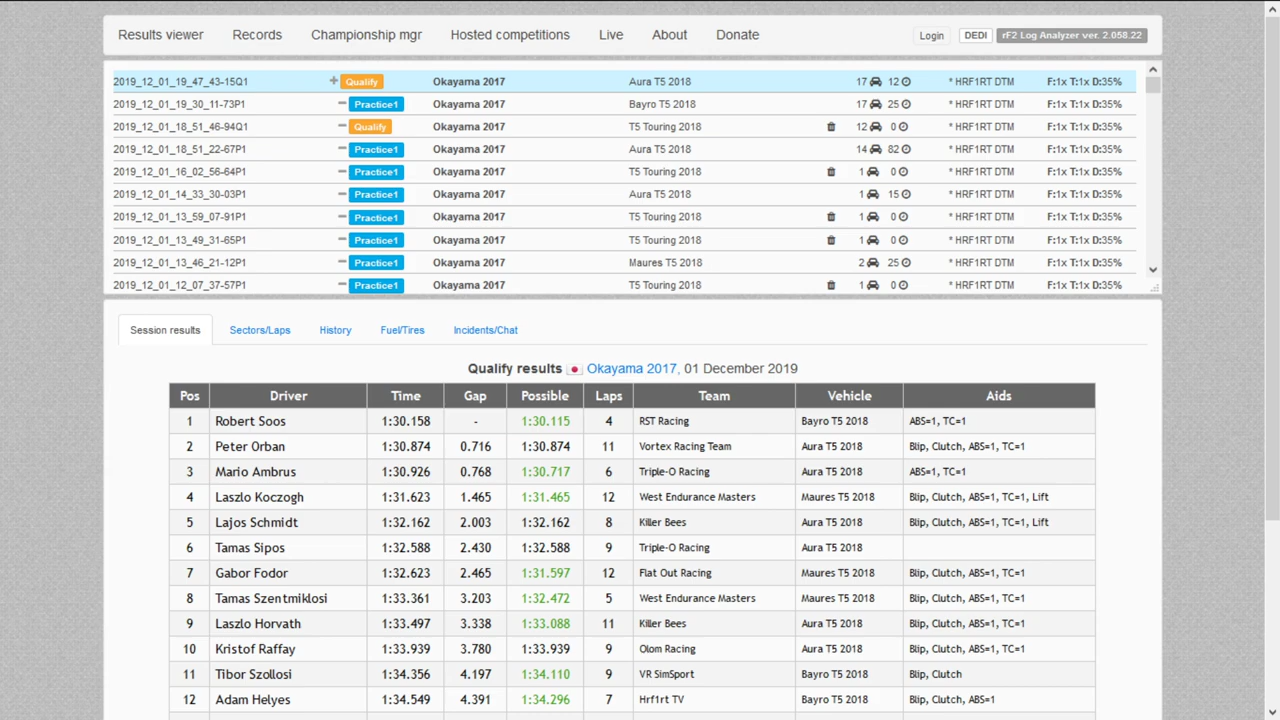 Results viewer Records Championship mgr Hosted competitions Live About Donate Login DEDI rF2 Log Analyzer ver. 2.058.22
2019_12_01_19_47_43-15Q1 Qualify Okayama 2017 Aura T5 2018 17 12 * HRF1RT DTM F:1x T:1x D:35%
2019_12_01_19_30_11-73P1 Practice1 Okayama 2017 Bayro T5 2018 17 25 * HRF1RT DTM F:1x T:1x D:35%
2019_12_01_18_51_46-94Q1 Qualify Okayama 2017 T5 Touring 2018 12 0 * HRF1RT DTM F:1x T:1x D:35%
2019_12_01_18_51_22-67P1 Practice1 Okayama 2017 Aura T5 2018 14 82 * HRF1RT DTM F:1x T:1x D:35%
2019_12_01_16_02_56-64P1 Practice1 Okayama 2017 T5 Touring 2018 1 0 * HRF1RT DTM F:1x T:1x D:35%
2019_12_01_14_33_30-03P1 Practice1 Okayama 2017 Aura T5 2018 1 15 * HRF1RT DTM F:1x T:1x D:35%
2019_12_01_13_59_07-91P1 Practice1 Okayama 2017 T5 Touring 2018 1 0 * HRF1RT DTM F:1x T:1x D:35%
2019_12_01_13_49_31-65P1 Practice1 Okayama 2017 T5 Touring 2018 1 0 * HRF1RT DTM F:1x T:1x D:35%
2019_12_01_13_46_21-12P1 Practice1 Okayama 2017 Maures T5 2018 2 25 * HRF1RT DTM F:1x T:1x D:35%
2019_12_01_12_07_37-57P1 Practice1 Okayama 2017 T5 Touring 2018 1 0 * HRF1RT DTM F:1x T:1x D:35%
Session results Sectors/Laps History Fuel/Tires Incidents/Chat
Qualify results Okayama 2017, 01 December 2019
Pos Driver Time Gap Possible Laps Team Vehicle Aids
1 Robert Soos 1:30.158 - 1:30.115 4 RST Racing Bayro T5 2018 ABS=1, TC=1
2 Peter Orban 1:30.874 0.716 1:30.874 11 Vortex Racing Team Aura T5 2018 Blip, Clutch, ABS=1, TC=1
3 Mario Ambrus 1:30.926 0.768 1:30.717 6 Triple-O Racing Aura T5 2018 ABS=1, TC=1
4 Laszlo Koczogh 1:31.623 1.465 1:31.465 12 West Endurance Masters Maures T5 2018 Blip, Clutch, ABS=1, TC=1, Lift
5 Lajos Schmidt 1:32.162 2.003 1:32.162 8 Killer Bees Aura T5 2018 Blip, Clutch, ABS=1, TC=1, Lift
6 Tamas Sipos 1:32.588 2.430 1:32.588 9 Triple-O Racing Aura T5 2018
7 Gabor Fodor 1:32.623 2.465 1:31.597 12 Flat Out Racing Maures T5 2018 Blip, Clutch, ABS=1, TC=1
8 Tamas Szentmiklosi 1:33.361 3.203 1:32.472 5 West Endurance Masters Maures T5 2018 Blip, Clutch, ABS=1, TC=1
9 Laszlo Horvath 1:33.497 3.338 1:33.088 11 Killer Bees Aura T5 2018 Blip, Clutch, ABS=1, TC=1
10 Kristof Raffay 1:33.939 3.780 1:33.939 9 Olom Racing Aura T5 2018 Blip, Clutch, ABS=1, TC=1
11 Tibor Szollosi 1:34.356 4.197 1:34.110 9 VR SimSport Bayro T5 2018 Blip, Clutch
12 Adam Helyes 1:34.549 4.391 1:34.296 7 Hrf1rt TV Bayro T5 2018 Blip, Clutch, ABS=1